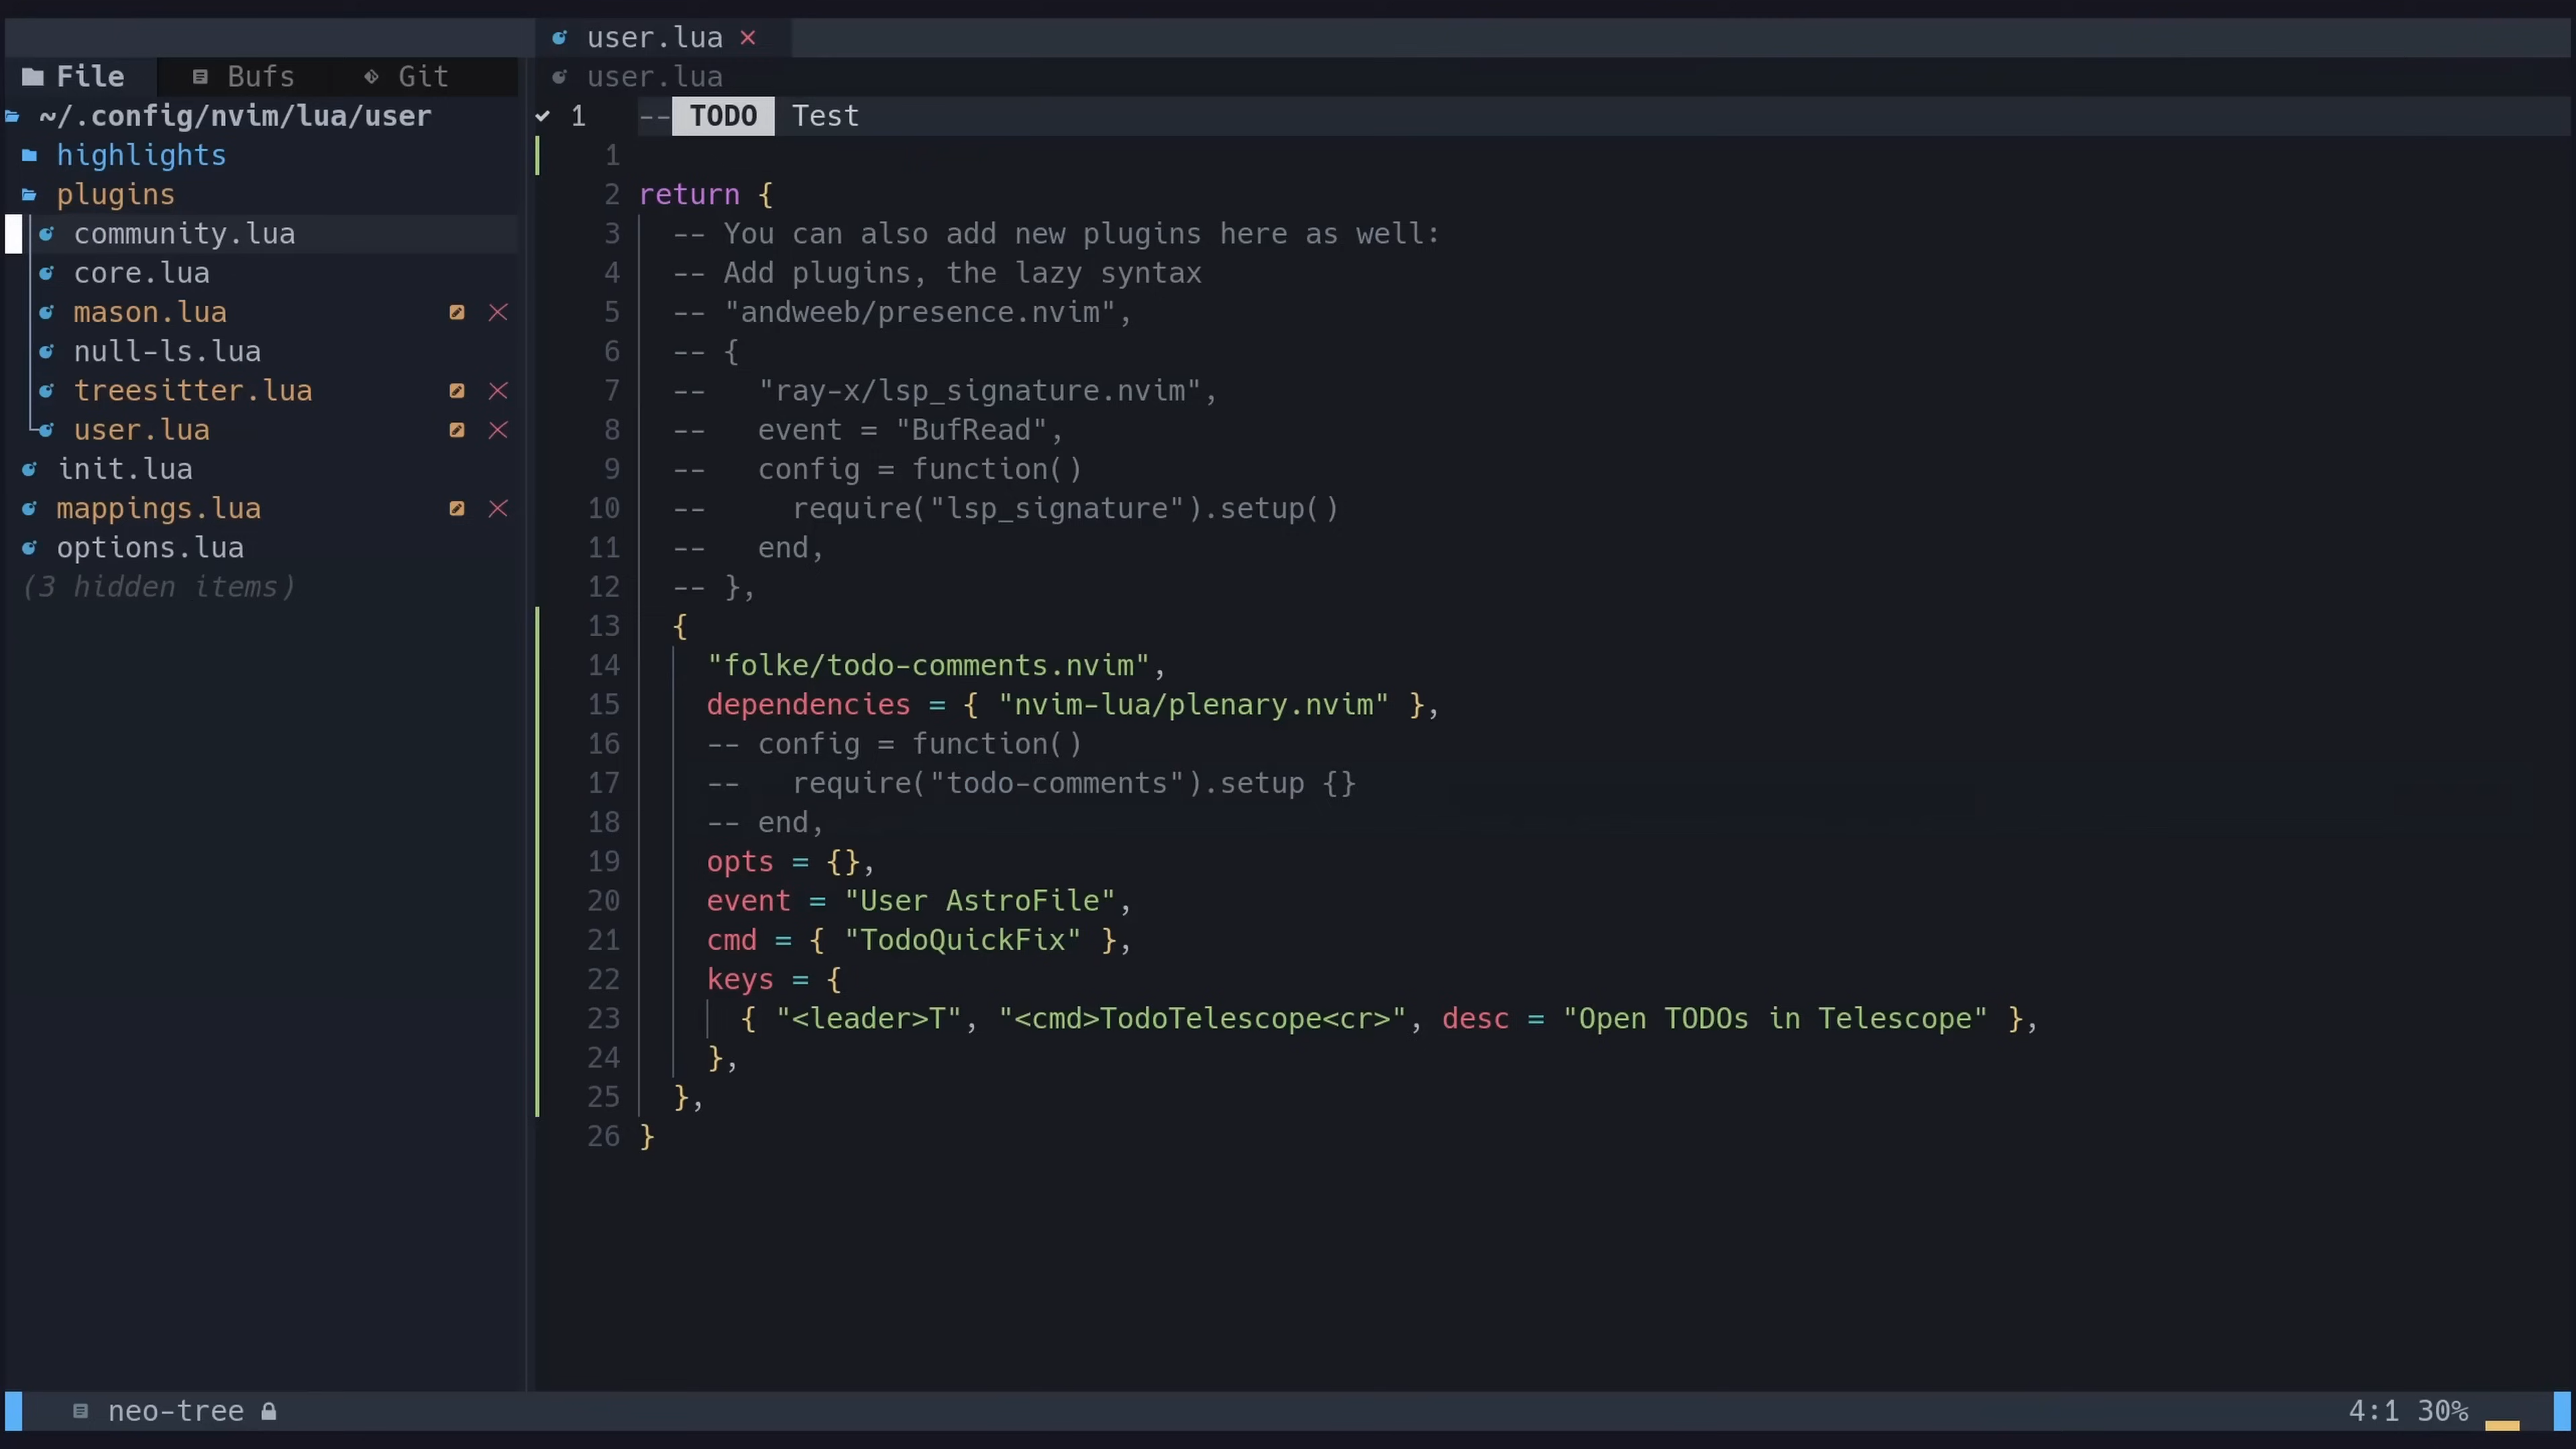 user.lua ×
File Bufs Git
user.lua
~/.config/nvim/lua/user
highlights
plugins
community.lua
core.lua
mason.lua
null-ls.lua
treesitter.lua
user.lua
init.lua
mappings.lua
options.lua
(3 hidden items)
1 -- TODO Test
1
2 return {
3   -- You can also add new plugins here as well:
4   -- Add plugins, the lazy syntax
5   -- "andweeb/presence.nvim",
6   -- {
7   --   "ray-x/lsp_signature.nvim",
8   --   event = "BufRead",
9   --   config = function()
10   --     require("lsp_signature").setup()
11   --   end,
12   -- },
13   {
14     "folke/todo-comments.nvim",
15     dependencies = { "nvim-lua/plenary.nvim" },
16     -- config = function()
17     --   require("todo-comments").setup {}
18     -- end,
19     opts = {},
20     event = "User AstroFile",
21     cmd = { "TodoQuickFix" },
22     keys = {
23       { "<leader>T", "<cmd>TodoTelescope<cr>", desc = "Open TODOs in Telescope" },
24     },
25   },
26 }
neo-tree
4:1 30%